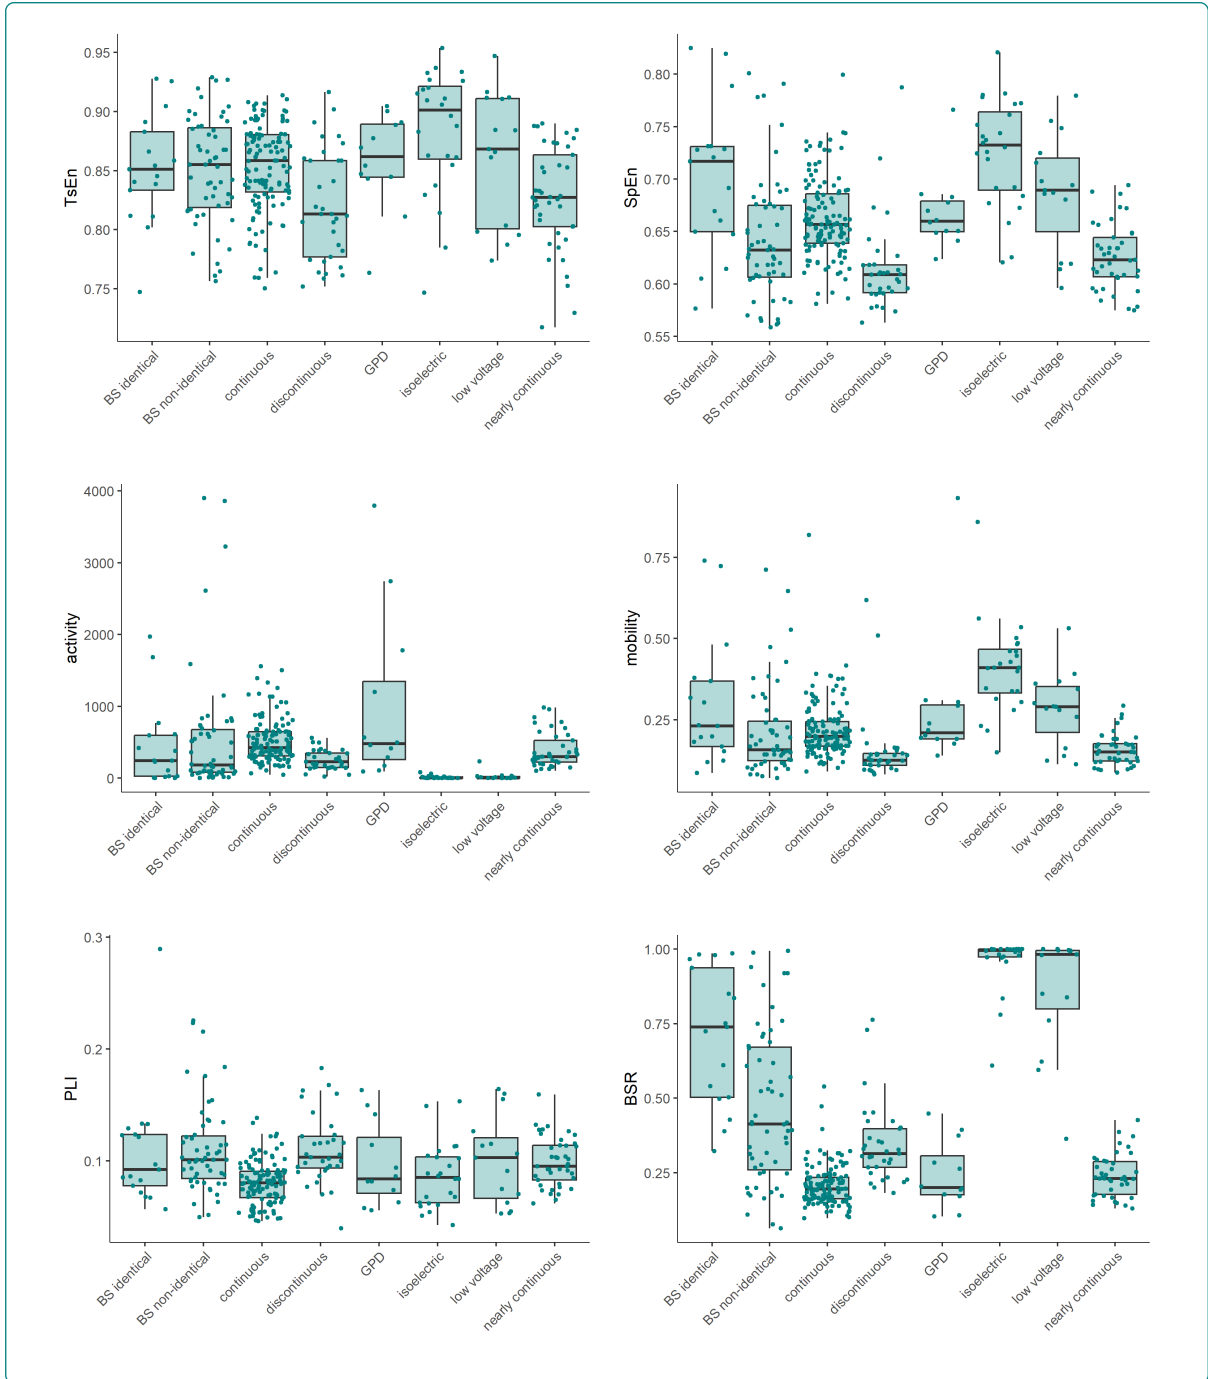 TsEn
0.95
0.90
0.85
0.80
0.75
BS identical
BS non-identical
continuous
discontinuous
GPD
isoelectric
low voltage
nearly continuous
SpEn
0.80
0.75
0.70
0.65
0.60
0.55
BS identical
BS non-identical
continuous
discontinuous
GPD
isoelectric
low voltage
nearly continuous
activity
4000
3000
2000
1000
0
BS identical
BS non-identical
continuous
discontinuous
GPD
isoelectric
low voltage
nearly continuous
mobility
0.75
0.50
0.25
BS identical
BS non-identical
continuous
discontinuous
GPD
isoelectric
low voltage
nearly continuous
PLI
0.3
0.2
0.1
BS identical
BS non-identical
continuous
discontinuous
GPD
isoelectric
low voltage
nearly continuous
BSR
1.00
0.75
0.50
0.25
BS identical
BS non-identical
continuous
discontinuous
GPD
isoelectric
low voltage
nearly continuous